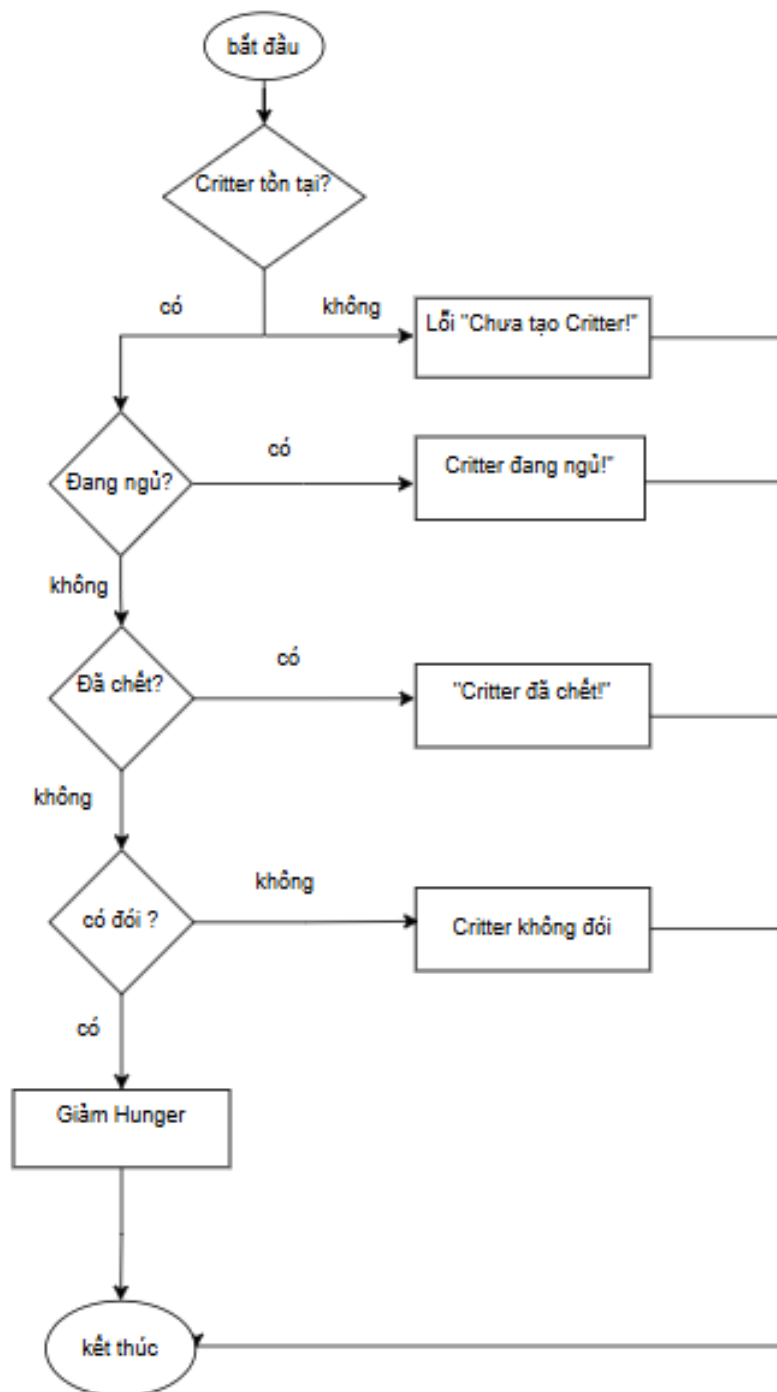 bắt đầu
Critter tồn tại?
có
không
Lỗi "Chưa tạo Critter!"
Đang ngủ?
có
Critter đang ngủ!"
không
Đã chết?
có
"Critter đã chết!"
không
có đói ?
không
Critter không đói
có
Giảm Hunger
kết thúc